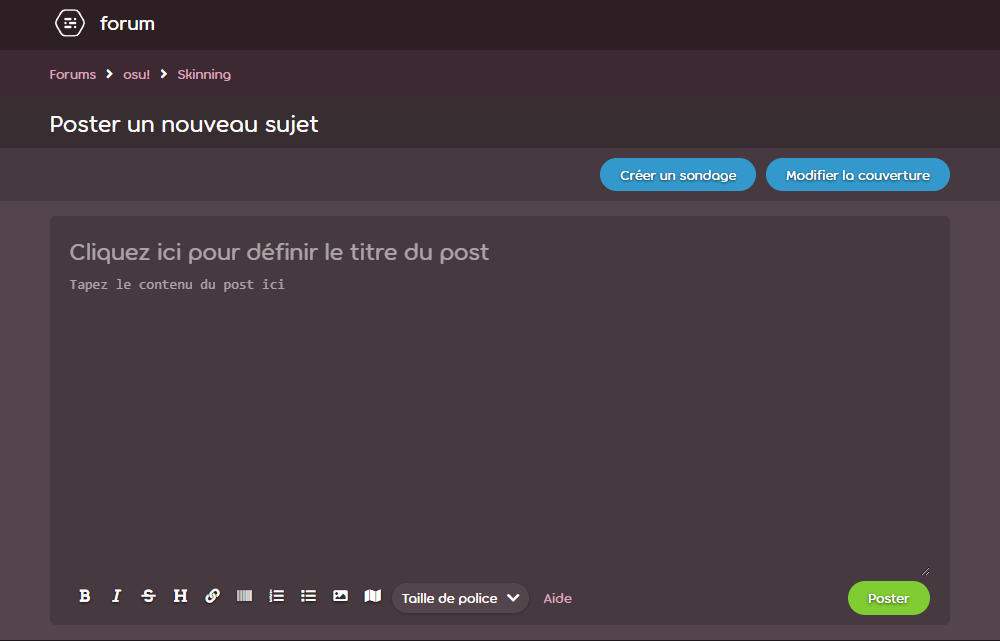 forum
Forums > osu! > Skinning
Poster un nouveau sujet
Créer un sondage Modifier la couverture
Cliquez ici pour définir le titre du post
Tapez le contenu du post ici
B I S H Taille de police Aide Poster